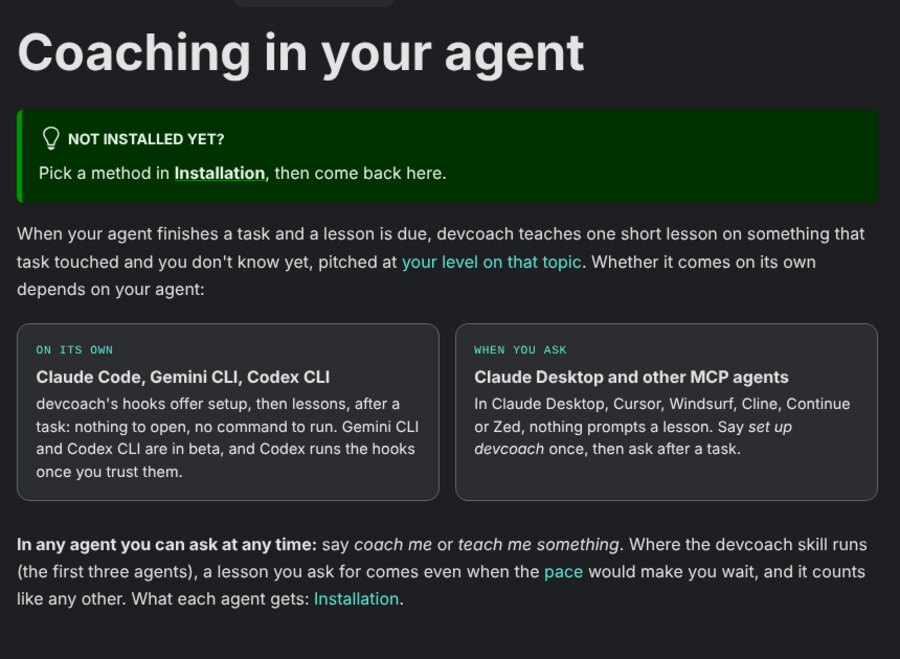 Coaching in your agent
NOT INSTALLED YET?
Pick a method in Installation, then come back here.
When your agent finishes a task and a lesson is due, devcoach teaches one short lesson on something that
task touched and you don't know yet, pitched at your level on that topic. Whether it comes on its own
depends on your agent:
ON ITS OWN
Claude Code, Gemini CLI, Codex CLI
devcoach's hooks offer setup, then lessons, after a
task: nothing to open, no command to run. Gemini CLI
and Codex CLI are in beta, and Codex runs the hooks
once you trust them.
WHEN YOU ASK
Claude Desktop and other MCP agents
In Claude Desktop, Cursor, Windsurf, Cline, Continue
or Zed, nothing prompts a lesson. Say set up
devcoach once, then ask after a task.
In any agent you can ask at any time: say coach me or teach me something. Where the devcoach skill runs
(the first three agents), a lesson you ask for comes even when the pace would make you wait, and it counts
like any other. What each agent gets: Installation.